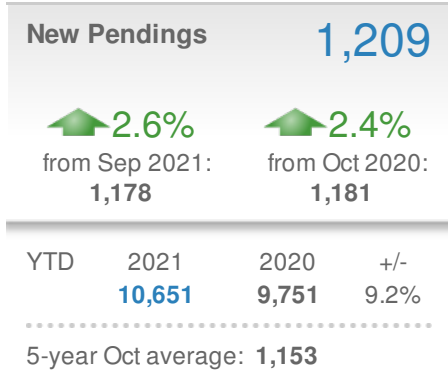 New Pendings 1,209
2.6% 2.4%
from Sep 2021: from Oct 2020:
1,178 1,181
YTD 2021 2020 +/-
10,651 9,751 9.2%
5-year Oct average: 1,153